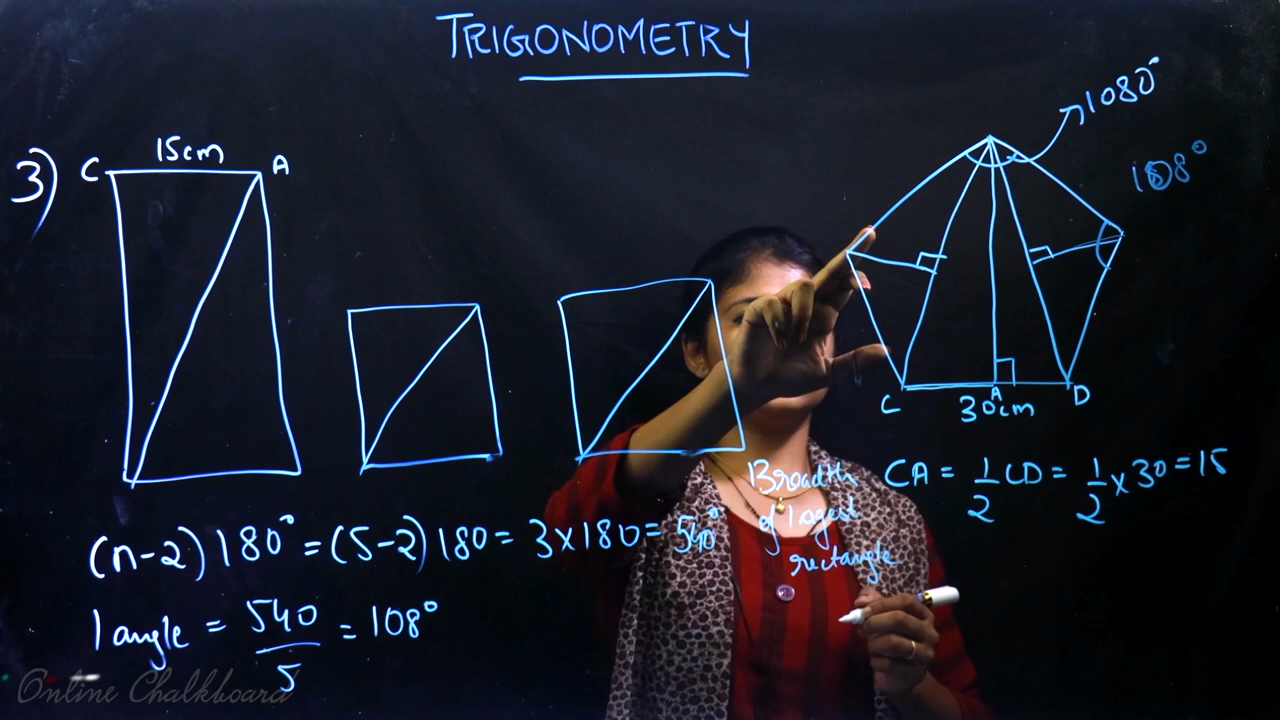 TRIGONOMETRY
3)
C 15cm A
1080°
108°
C A D
30cm
Breadth of largest rectangle
CA = 1/2 CD = 1/2 × 30 = 15
(n-2) 180° = (5-2) 180 = 3×180 = 540°
1 angle = 540/5 = 108°
Online Chalkboard